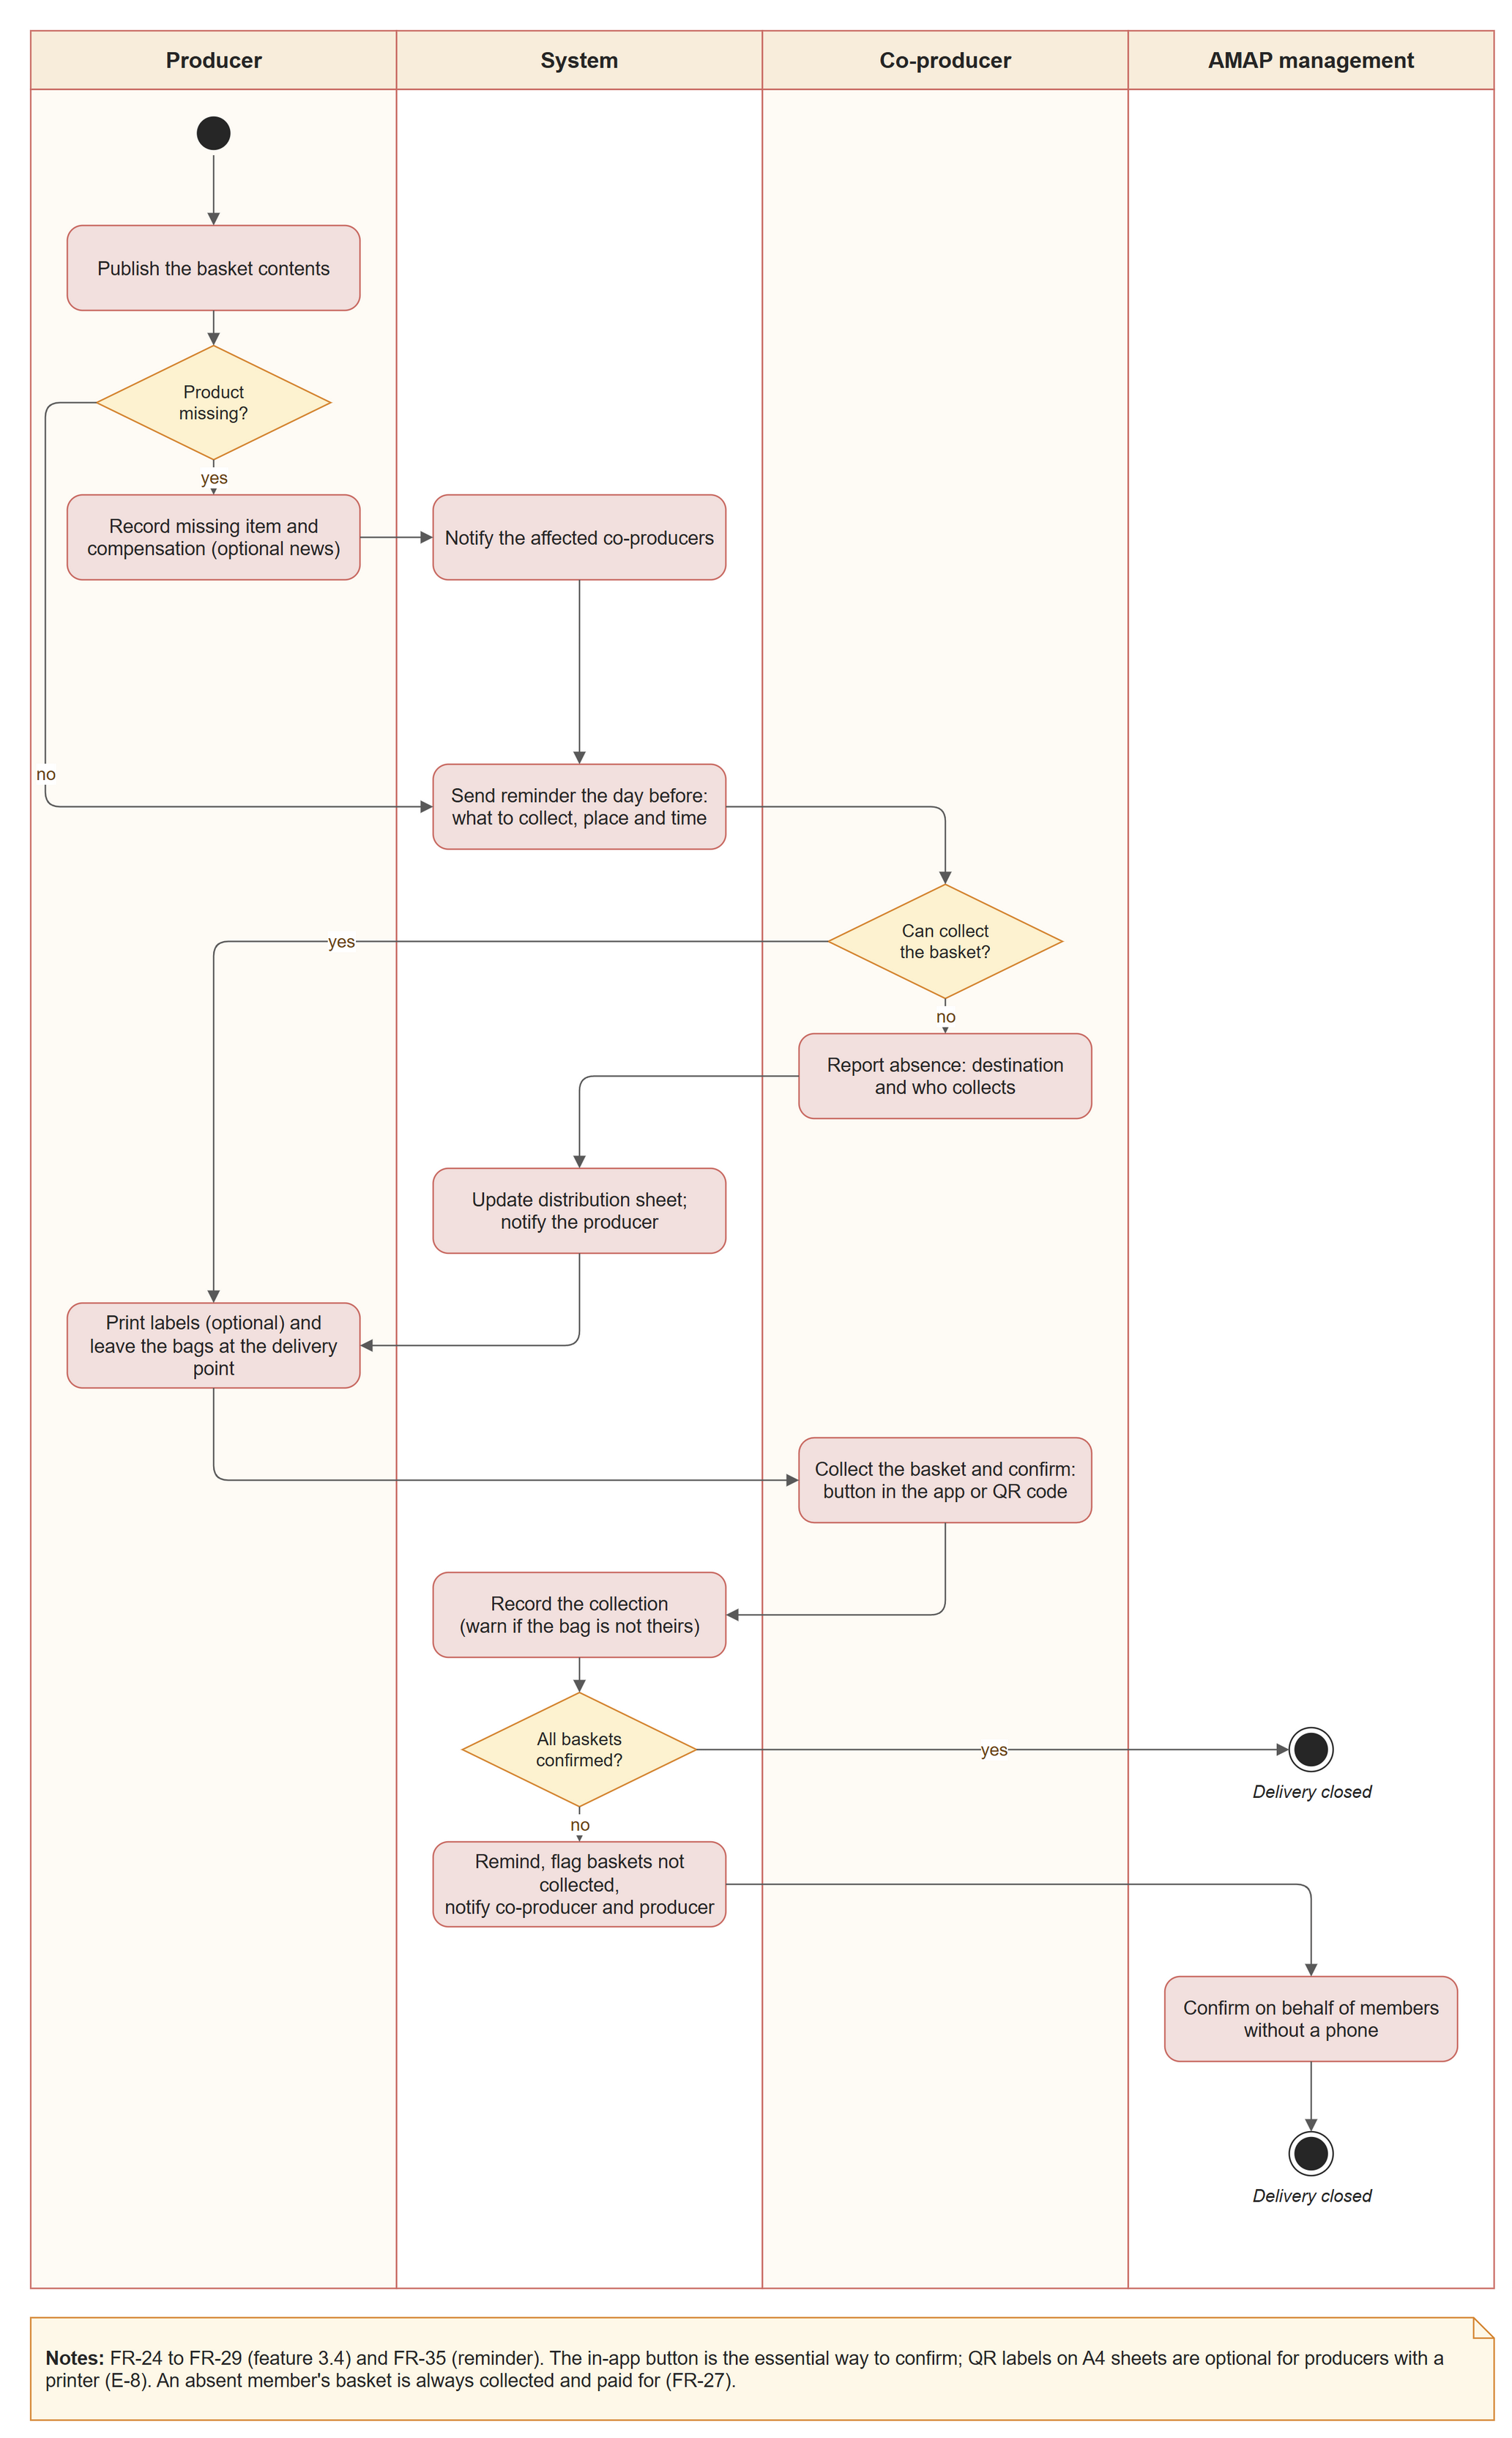 Producer
System
Co-producer
AMAP management
Publish the basket contents
Product
missing?
yes
Record missing item and
compensation (optional news)
Notify the affected co-producers
no
Send reminder the day before:
what to collect, place and time
Can collect
the basket?
yes
no
Report absence: destination
and who collects
Update distribution sheet;
notify the producer
Print labels (optional) and
leave the bags at the delivery
point
Collect the basket and confirm:
button in the app or QR code
Record the collection
(warn if the bag is not theirs)
All baskets
confirmed?
yes
Delivery closed
no
Remind, flag baskets not
collected,
notify co-producer and producer
Confirm on behalf of members
without a phone
Delivery closed
Notes: FR-24 to FR-29 (feature 3.4) and FR-35 (reminder). The in-app button is the essential way to confirm; QR labels on A4 sheets are optional for producers with a
printer (E-8). An absent member's basket is always collected and paid for (FR-27).